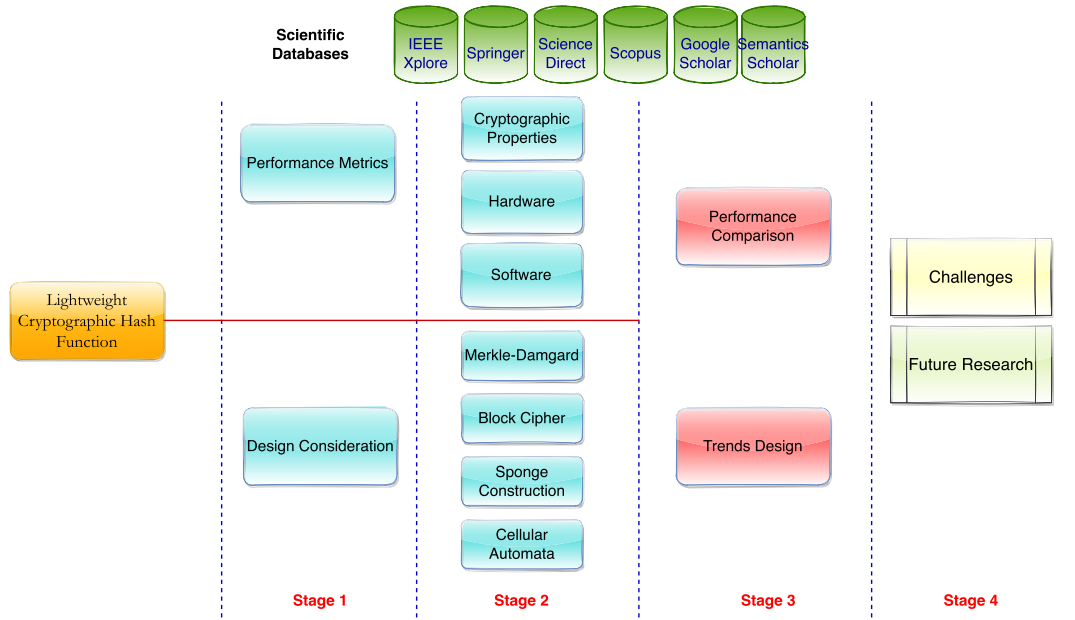 Scientific
Databases
IEEE
Xplore
Springer
Science
Direct
Scopus
Google
Scholar
Semantics
Scholar
Lightweight
Cryptographic Hash
Function
Performance Metrics
Design Consideration
Cryptographic
Properties
Hardware
Software
Merkle-Damgard
Block Cipher
Sponge
Construction
Cellular
Automata
Performance
Comparison
Trends Design
Challenges
Future Research
Stage 1
Stage 2
Stage 3
Stage 4